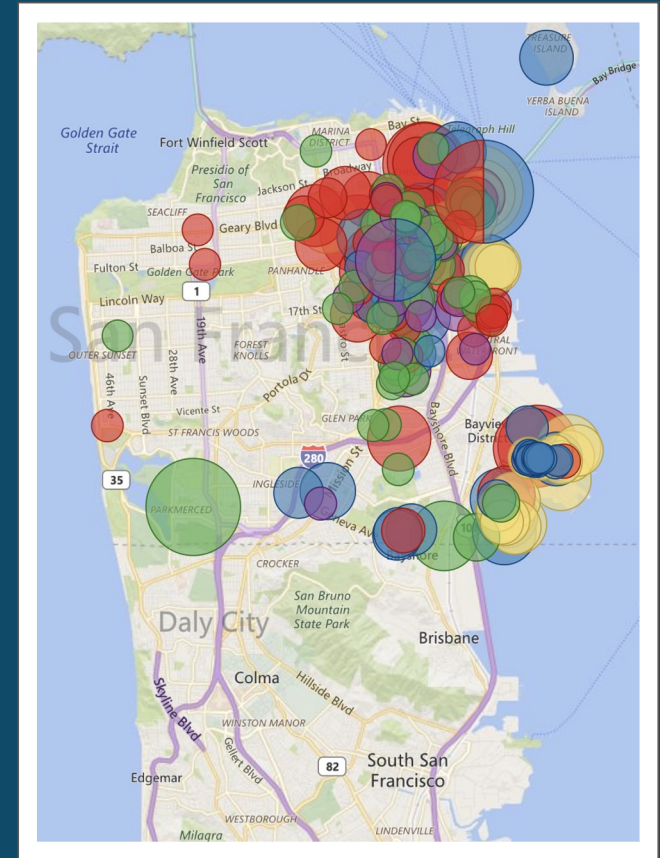 TREASURE
ISLAND
Bay Bridge
YERBA BUENA
ISLAND
Golden Gate
Strait
Fort Winfield Scott
MARINA
DISTRICT
Bay St
Telegraph Hill
Presidio of
San
Francisco
Broadway
Jackson St
SEACLIFF
Geary Blvd
Balboa St
Fulton St
Golden Gate Park
PANHANDLE
1
Lincoln Way
17th St
San Franc
OUTER SUNSET
46th Ave
Sunset Blvd
28th Ave
19th Ave
FOREST
KNOLLS
Portola Dr
Vicente St
ST FRANCIS WOODS
GLEN PARK
Bayshore Blvd
Bayview
District
280
35
INGLESIDE
Mission St
PARKMERCED
Geneva Av
Bayshore
CROCKER
San Bruno
Mountain
State Park
Daly City
Brisbane
Colma
Hillside Blvd
Skyline Blvd
WINSTON MANOR
Gellert Blvd
82
South San
Francisco
Edgemar
WESTBOROUGH
LINDENVILLE
Milagra